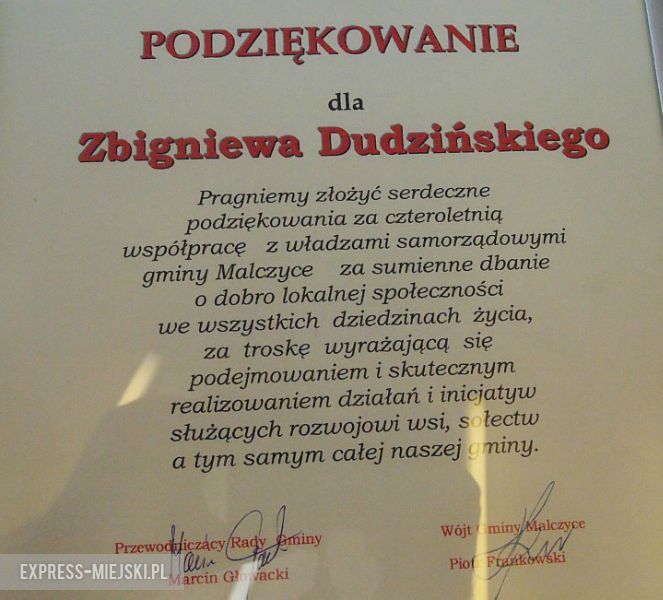 PODZIĘKOWANIE
dla
Zbigniewa Dudzińskiego
Pragniemy złożyć serdeczne
podziękowania za czteroletnią
współpracę z władzami samorządowymi
gminy Malczyce za sumienne dbanie
o dobro lokalnej społeczności
we wszystkich dziedzinach życia,
za troskę wyrażającą się
podejmowaniem i skutecznym
realizowaniem działań i inicjatyw
służących rozwojowi wsi, sołectw
a tym samym całej naszej gminy.
Przewodniczący Rady Gminy
Marcin Głowacki
Wójt Gminy Malczyce
Piotr Frankowski
EXPRESS-MIEJSKI.PL